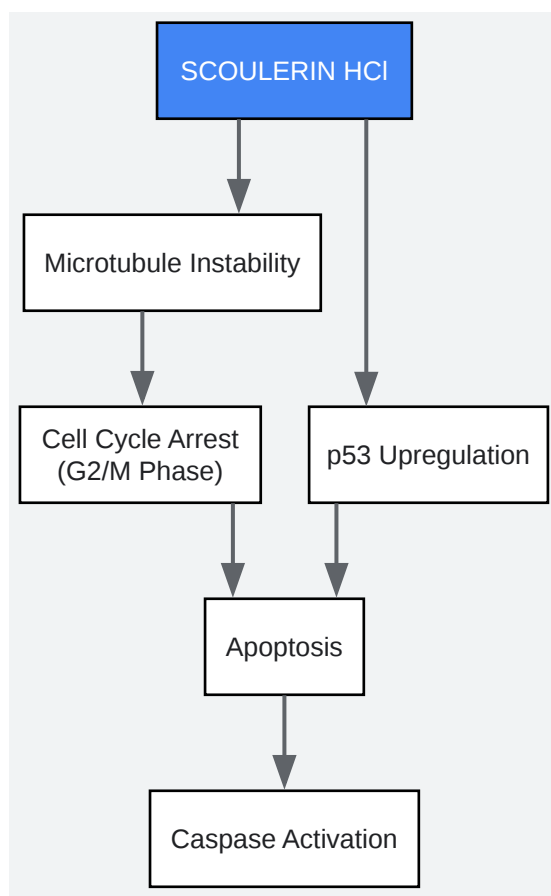 SCOULERIN HCl
Microtubule Instability
Cell Cycle Arrest
(G2/M Phase)
p53 Upregulation
Apoptosis
Caspase Activation